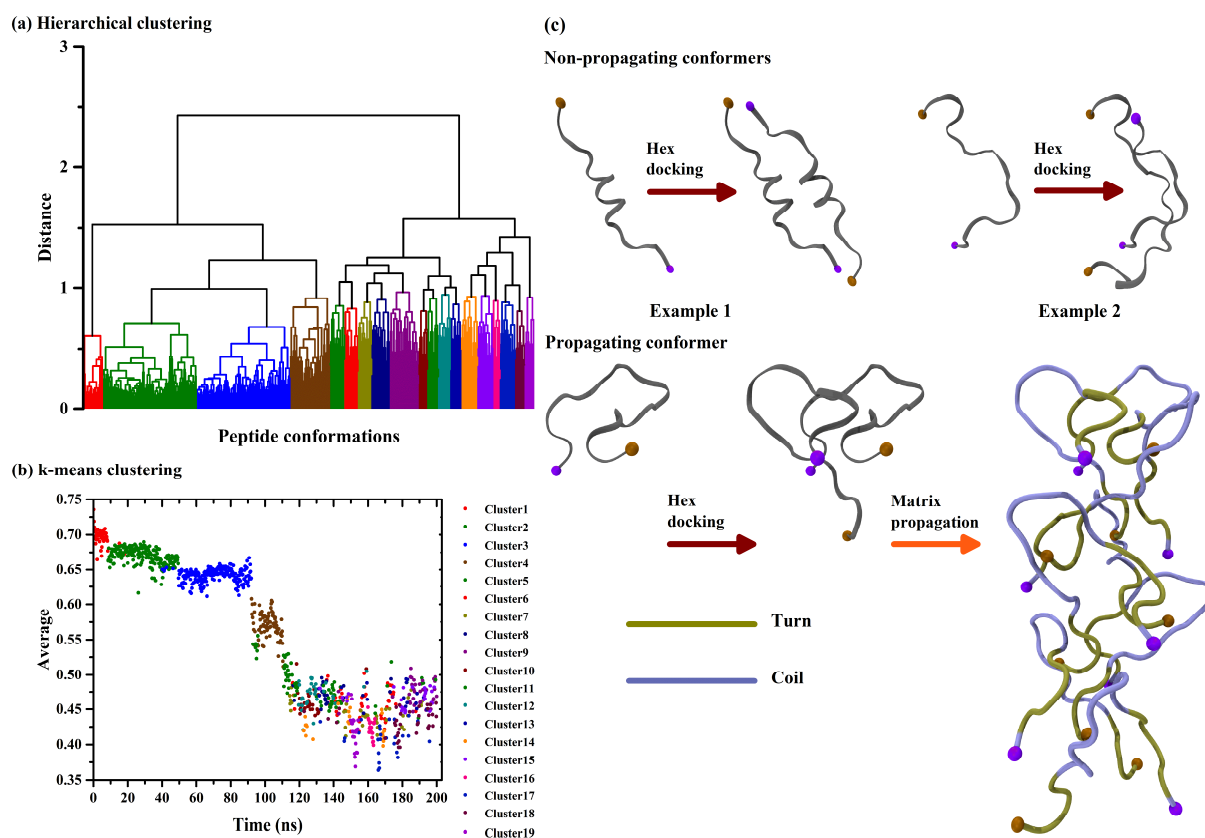 (a) Hierarchical clustering
3
2
1
0
Distance
Peptide conformations
(b) k-means clustering
0.75
0.70
0.65
0.60
0.55
0.50
0.45
0.40
0.35
Average
0 20 40 60 80 100 120 140 160 180 200
Time (ns)
Cluster1
Cluster2
Cluster3
Cluster4
Cluster5
Cluster6
Cluster7
Cluster8
Cluster9
Cluster10
Cluster11
Cluster12
Cluster13
Cluster14
Cluster15
Cluster16
Cluster17
Cluster18
Cluster19
(c)
Non-propagating conformers
Hex
docking
Example 1
Hex
docking
Example 2
Propagating conformer
Hex
docking
Matrix
propagation
Turn
Coil